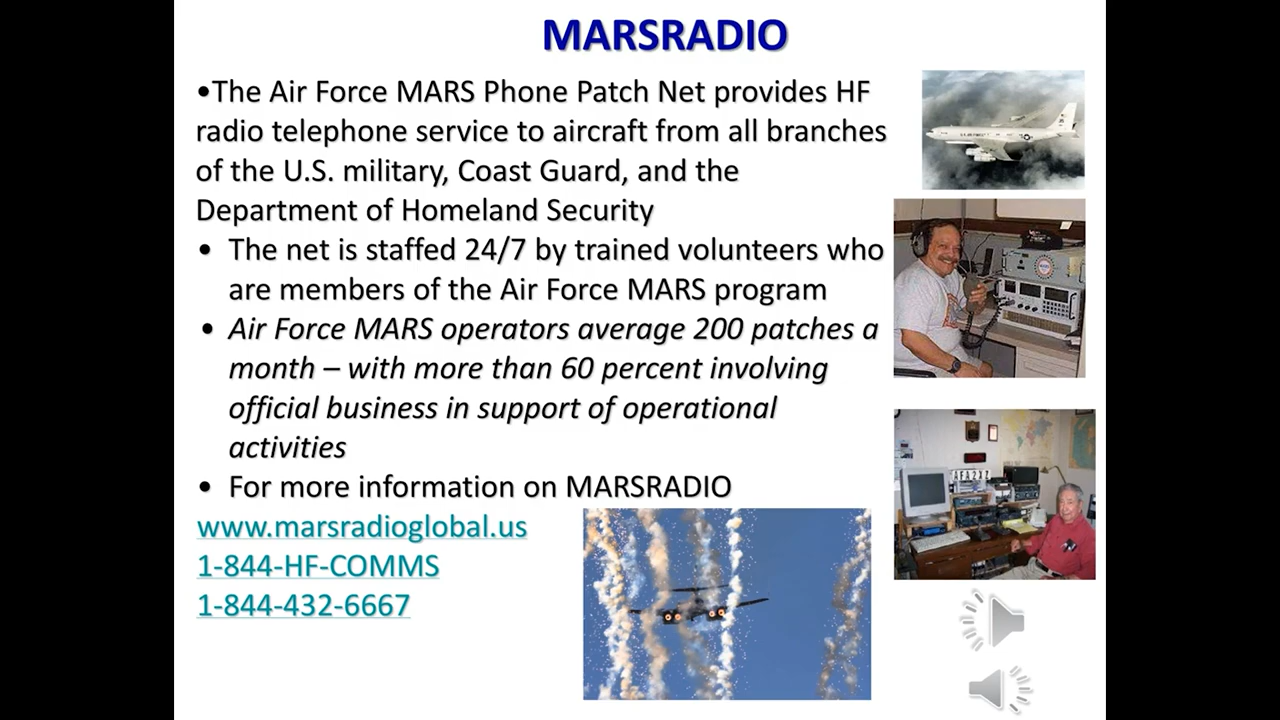 MARSRADIO
•The Air Force MARS Phone Patch Net provides HF
radio telephone service to aircraft from all branches
of the U.S. military, Coast Guard, and the
Department of Homeland Security
• The net is staffed 24/7 by trained volunteers who
are members of the Air Force MARS program
• Air Force MARS operators average 200 patches a
month – with more than 60 percent involving
official business in support of operational
activities
• For more information on MARSRADIO
www.marsradioglobal.us
1-844-HF-COMMS
1-844-432-6667
U.S. AIR FORCE
AFA2XZ